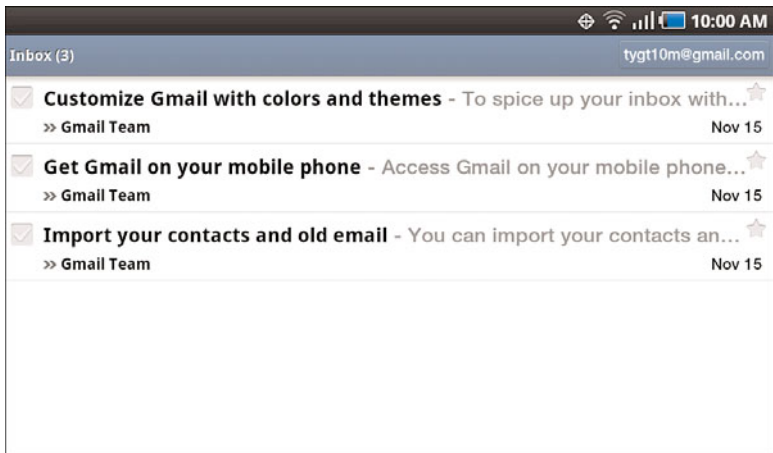 10:00 AM
Inbox (3) tygt10m@gmail.com
Customize Gmail with colors and themes - To spice up your inbox with...
» Gmail Team Nov 15
Get Gmail on your mobile phone - Access Gmail on your mobile phone...
» Gmail Team Nov 15
Import your contacts and old email - You can import your contacts an...
» Gmail Team Nov 15